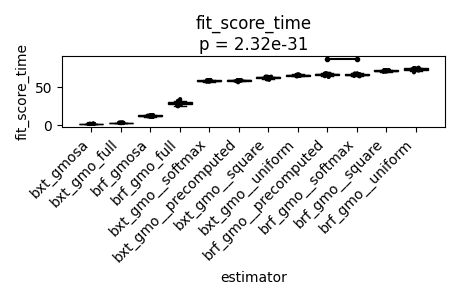 fit_score_time
p = 2.32e-31
fit_score_time
50
0
bxt_gmosa
bxt_gmo_full
brf_gmosa
brf_gmo_full
bxt_gmo__softmax
bxt_gmo__precomputed
bxt_gmo__square
bxt_gmo__uniform
brf_gmo__precomputed
brf_gmo__softmax
brf_gmo__square
brf_gmo__uniform
estimator